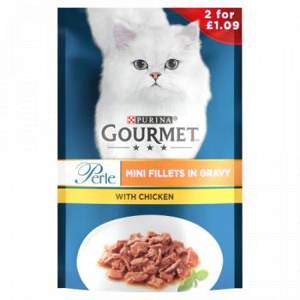 2 for
£1.09
PURINA
GOURMET
Perle
MINI FILLETS IN GRAVY
WITH CHICKEN